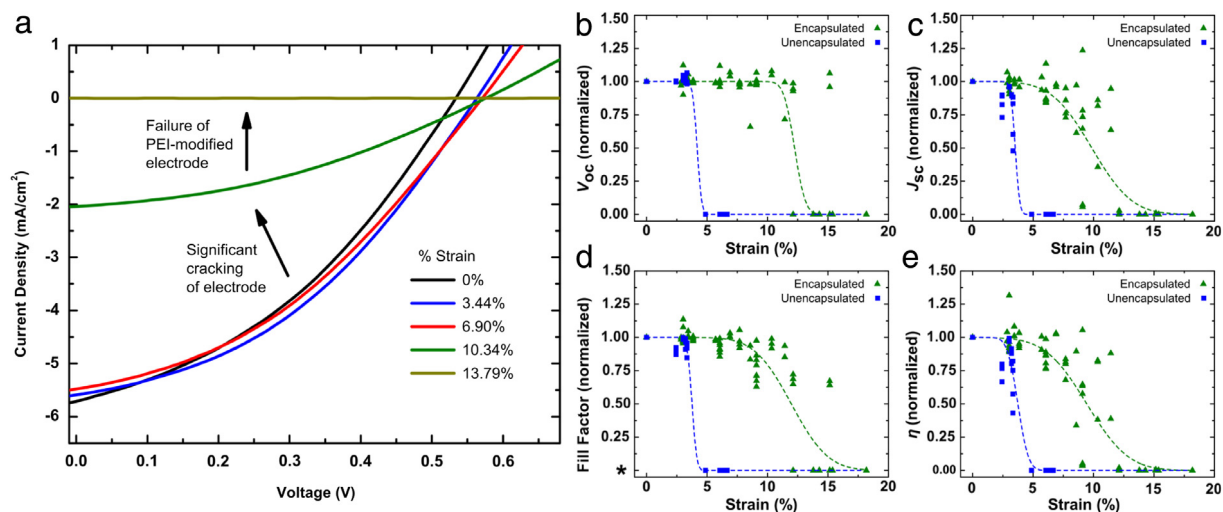 a
1
0
-1
-2
-3
-4
-5
-6
Current Density (mA/cm²)
0.0 0.1 0.2 0.3 0.4 0.5 0.6
Voltage (V)
Failure of
PEI-modified
electrode
Significant
cracking
of electrode
% Strain
0%
3.44%
6.90%
10.34%
13.79%
b
1.50
1.25
1.00
0.75
0.50
0.25
0.00
Voc (normalized)
Encapsulated
Unencapsulated
0 5 10 15 20
Strain (%)
c
1.50
1.25
1.00
0.75
0.50
0.25
0.00
Jsc (normalized)
Encapsulated
Unencapsulated
0 5 10 15 20
Strain (%)
d
1.50
1.25
1.00
0.75
0.50
0.25
*
Fill Factor (normalized)
Encapsulated
Unencapsulated
0 5 10 15 20
Strain (%)
e
1.50
1.25
1.00
0.75
0.50
0.25
0.00
η (normalized)
Encapsulated
Unencapsulated
0 5 10 15 20
Strain (%)